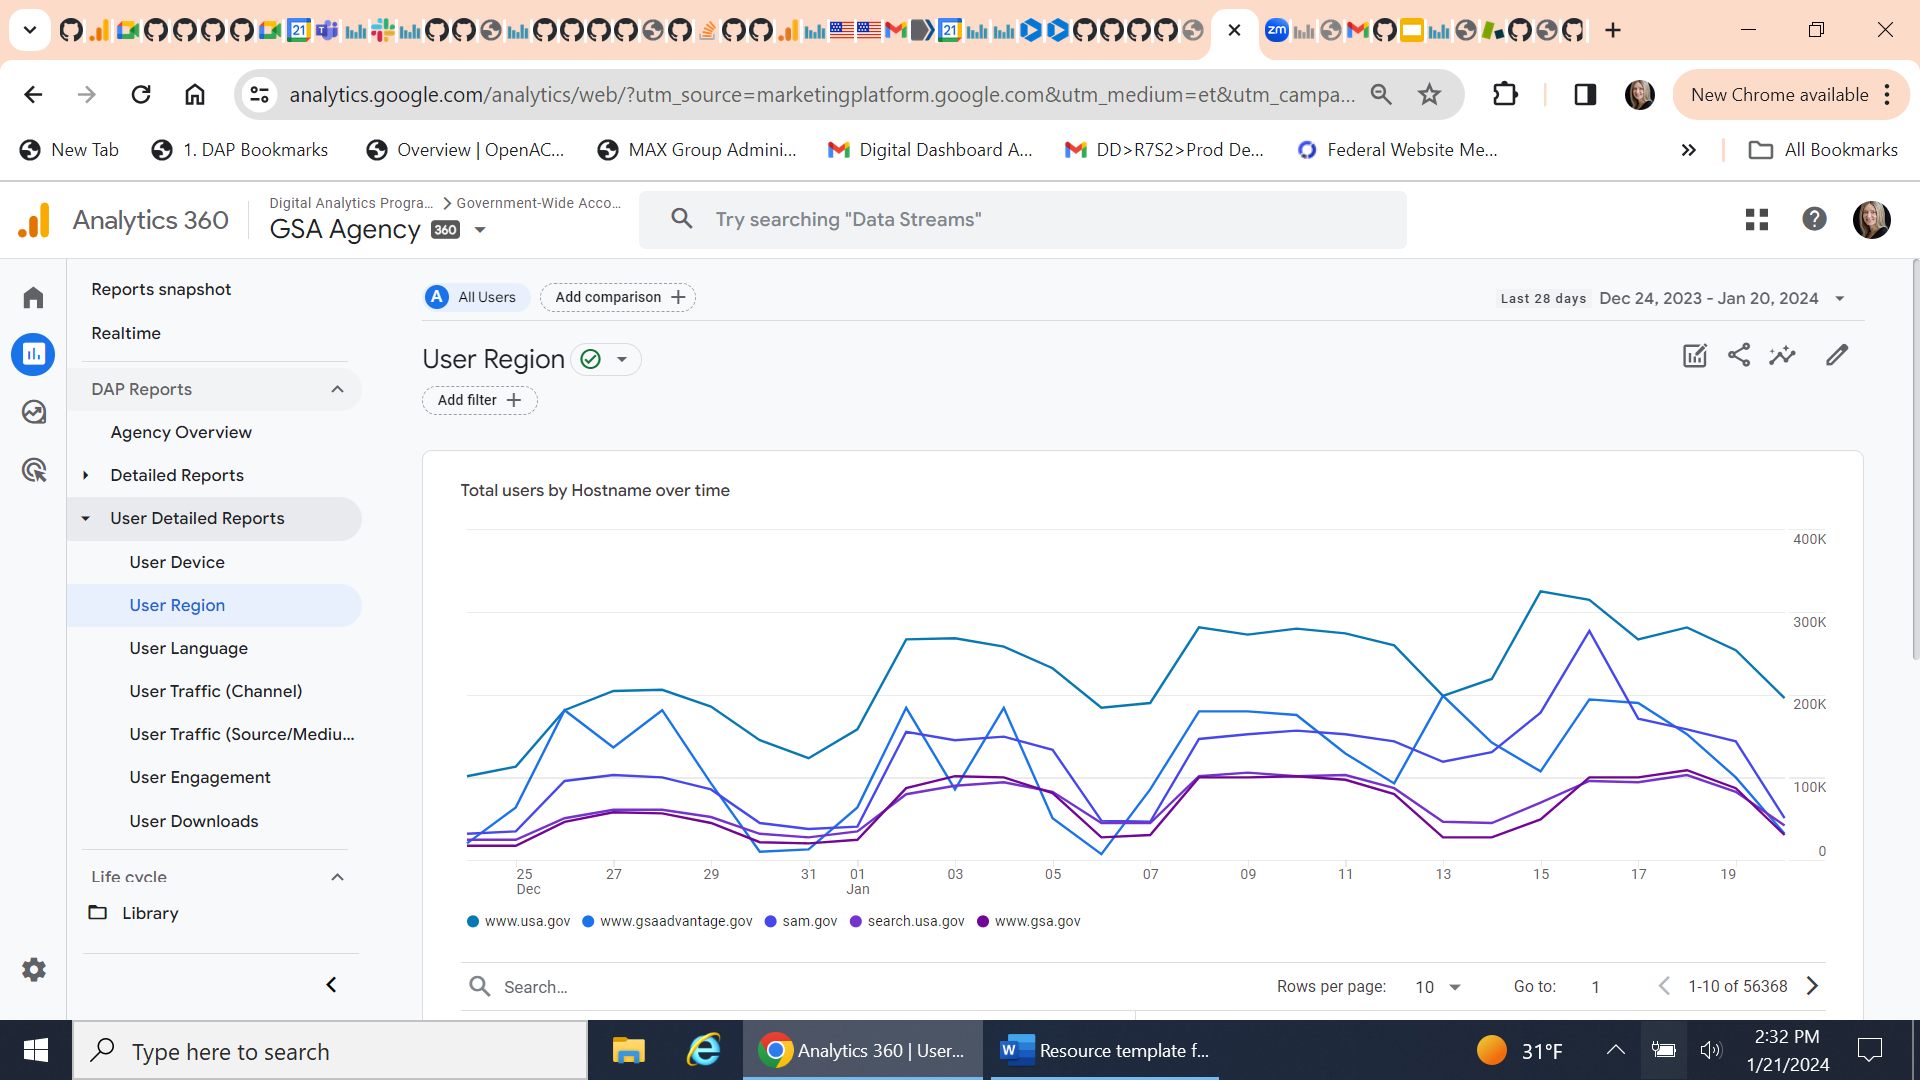 21
21
zm
analytics.google.com/analytics/web/?utm_source=marketingplatform.google.com&utm_medium=et&utm_campa...
New Chrome available
New Tab
1. DAP Bookmarks
Overview | OpenAC...
MAX Group Admini...
Digital Dashboard A...
DD>R7S2>Prod De...
Federal Website Me...
All Bookmarks
Analytics 360
Digital Analytics Progra...
Government-Wide Acco...
GSA Agency 360
Try searching "Data Streams"
Reports snapshot
Realtime
DAP Reports
Agency Overview
Detailed Reports
User Detailed Reports
User Device
User Region
User Language
User Traffic (Channel)
User Traffic (Source/Mediu...
User Engagement
User Downloads
Life cycle
Library
A All Users
Add comparison
Last 28 days Dec 24, 2023 - Jan 20, 2024
User Region
Add filter
Total users by Hostname over time
400K
300K
200K
100K
0
25 27 29 31 01 03 05 07 09 11 13 15 17 19
Dec Jan
www.usa.gov www.gsaadvantage.gov sam.gov search.usa.gov www.gsa.gov
Search...
Rows per page: 10 Go to: 1 1-10 of 56368
Type here to search
Analytics 360 | User...
W Resource template f...
31°F
2:32 PM
1/21/2024